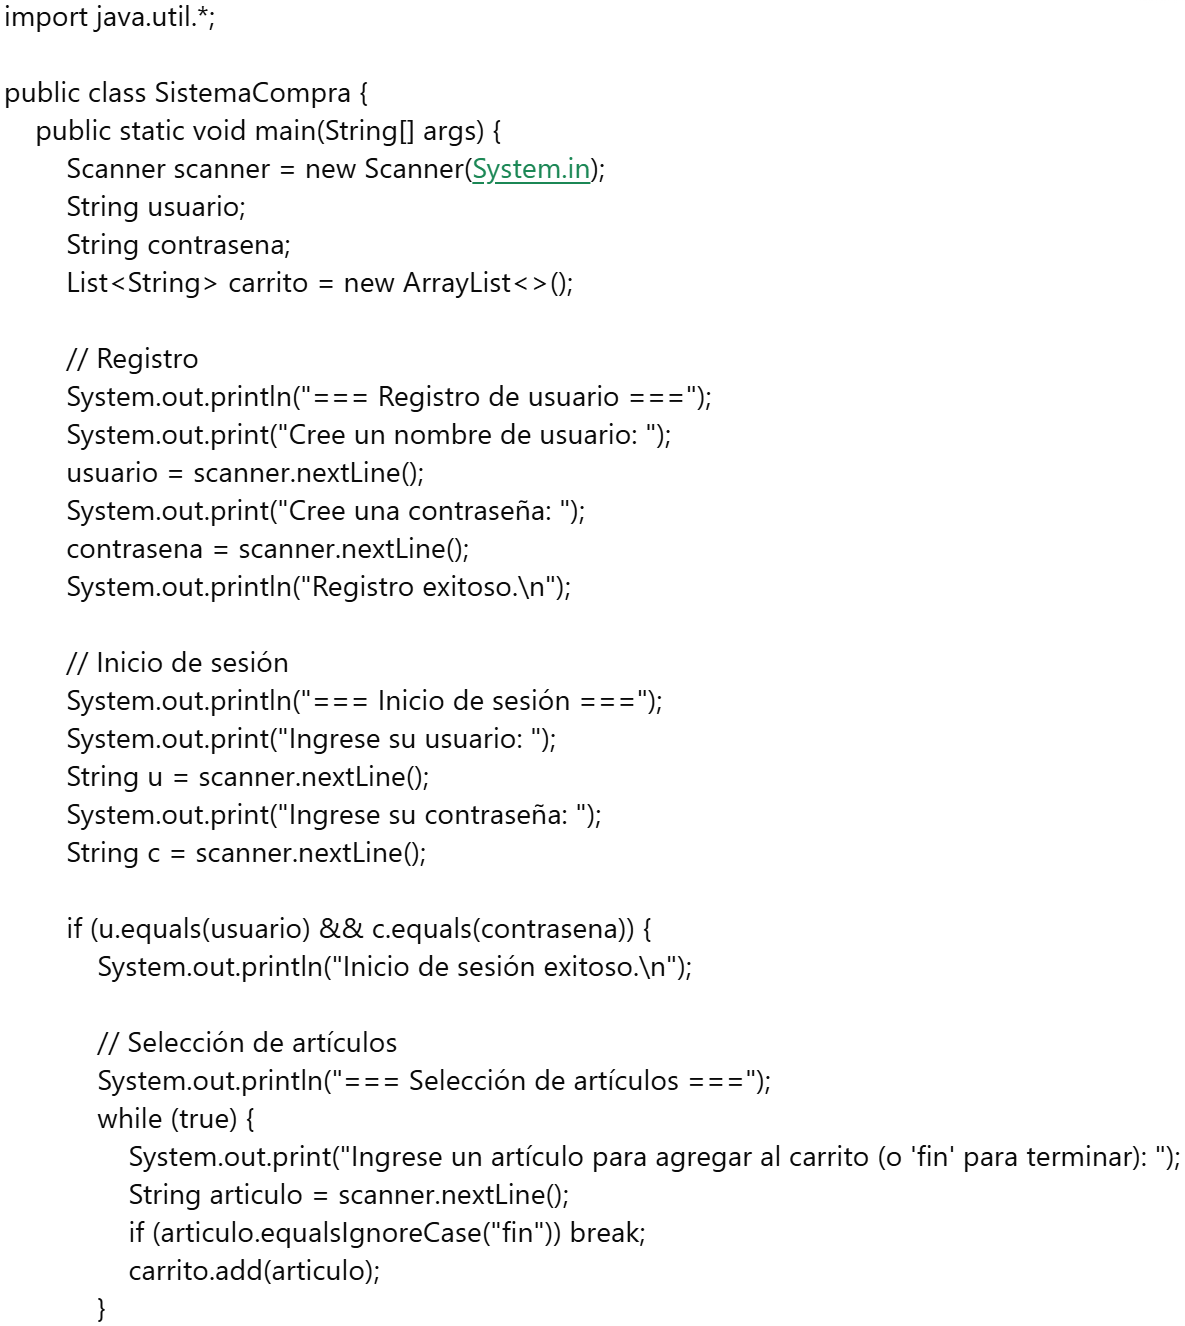 import java.util.*;

public class SistemaCompra {
    public static void main(String[] args) {
        Scanner scanner = new Scanner(System.in);
        String usuario;
        String contrasena;
        List<String> carrito = new ArrayList<>();

        // Registro
        System.out.println("=== Registro de usuario ===");
        System.out.print("Cree un nombre de usuario: ");
        usuario = scanner.nextLine();
        System.out.print("Cree una contraseña: ");
        contrasena = scanner.nextLine();
        System.out.println("Registro exitoso.\n");

        // Inicio de sesión
        System.out.println("=== Inicio de sesión ===");
        System.out.print("Ingrese su usuario: ");
        String u = scanner.nextLine();
        System.out.print("Ingrese su contraseña: ");
        String c = scanner.nextLine();

        if (u.equals(usuario) && c.equals(contrasena)) {
            System.out.println("Inicio de sesión exitoso.\n");

            // Selección de artículos
            System.out.println("=== Selección de artículos ===");
            while (true) {
                System.out.print("Ingrese un artículo para agregar al carrito (o 'fin' para terminar): ");
                String articulo = scanner.nextLine();
                if (articulo.equalsIgnoreCase("fin")) break;
                carrito.add(articulo);
            }